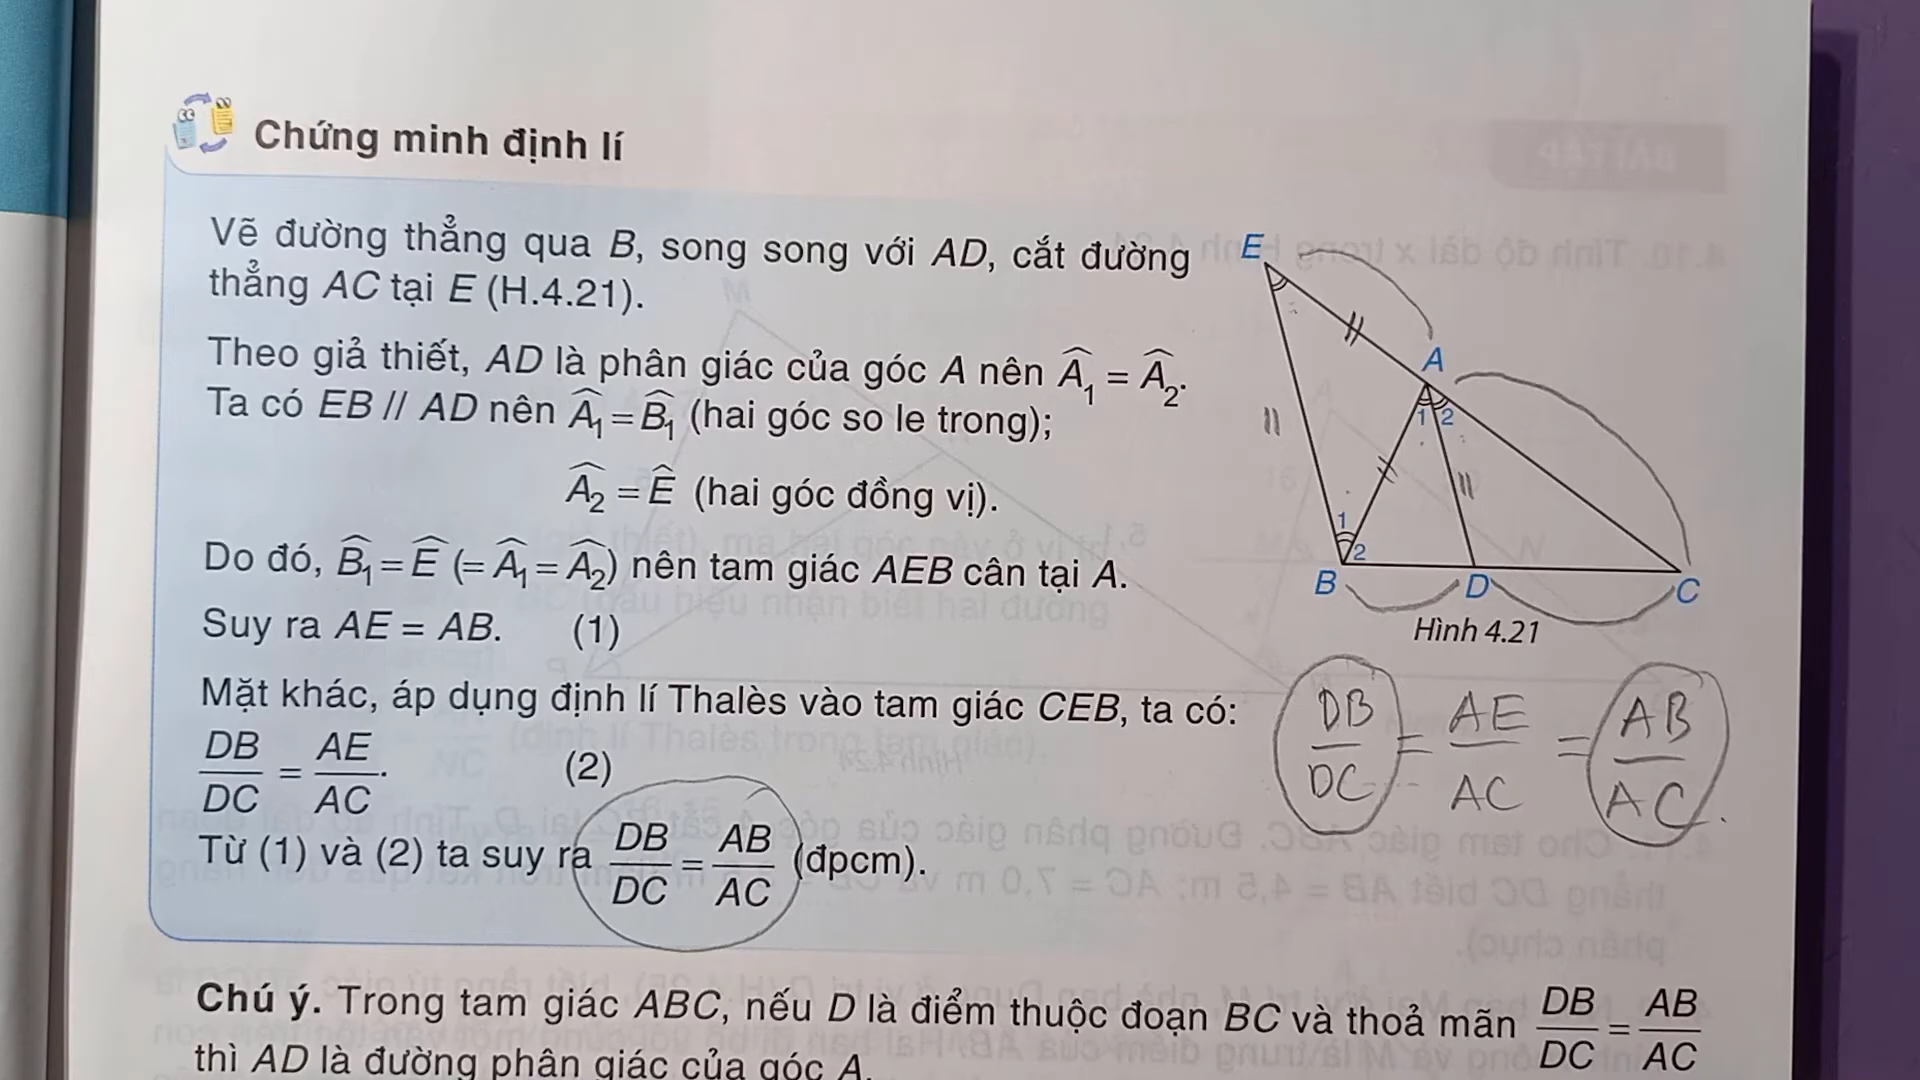 Chứng minh định lí
Vẽ đường thẳng qua B, song song với AD, cắt đường
thẳng AC tại E (H.4.21).
Theo giả thiết, AD là phân giác của góc A nên Â₁ = Â₂.
Ta có EB // AD nên Â₁ = B̂₁ (hai góc so le trong);
Â₂ = Ê (hai góc đồng vị).
Do đó, B̂₁ = Ê (= Â₁ = Â₂) nên tam giác AEB cân tại A.
Suy ra AE = AB. (1)
Mặt khác, áp dụng định lí Thalès vào tam giác CEB, ta có:
DB/DC = AE/AC. (2)
Từ (1) và (2) ta suy ra DB/DC = AB/AC (đpcm).
E
A
1 2
1
2
B D C
Hình 4.21
DB/DC = AE/AC = AB/AC.
Chú ý. Trong tam giác ABC, nếu D là điểm thuộc đoạn BC và thoả mãn DB/DC = AB/AC
thì AD là đường phân giác của góc A.